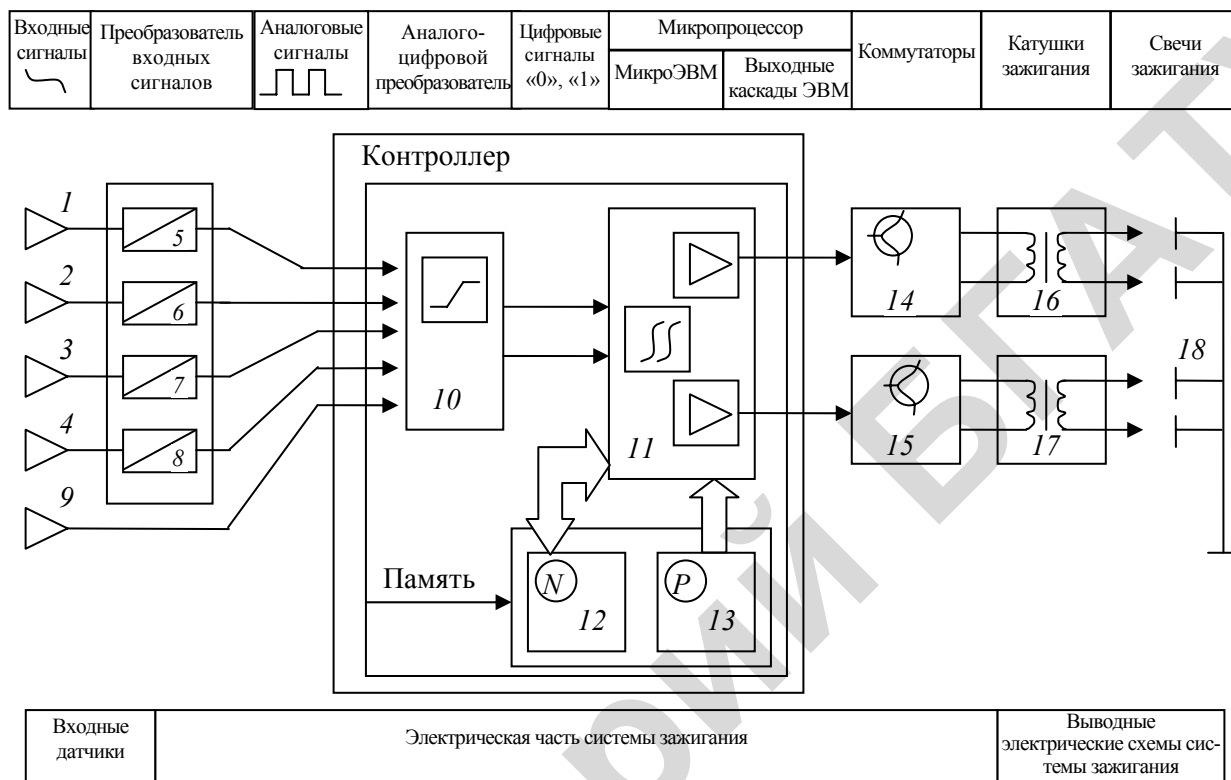 Входные
сигналы
Преобразователь
входных
сигналов
Аналоговые
сигналы
Аналого-
цифровой
преобразователь
Цифровые
сигналы
«0», «1»
Микропроцессор
МикроЭВМ
Выходные
каскады ЭВМ
Коммутаторы
Катушки
зажигания
Свечи
зажигания
Контроллер
1
5
2
6
3
7
4
8
9
10
11
14
16
15
17
18
Память
N
12
P
13
Входные
датчики
Электрическая часть системы зажигания
Выводные
электрические схемы сис-
темы зажигания
рий БГАТУ